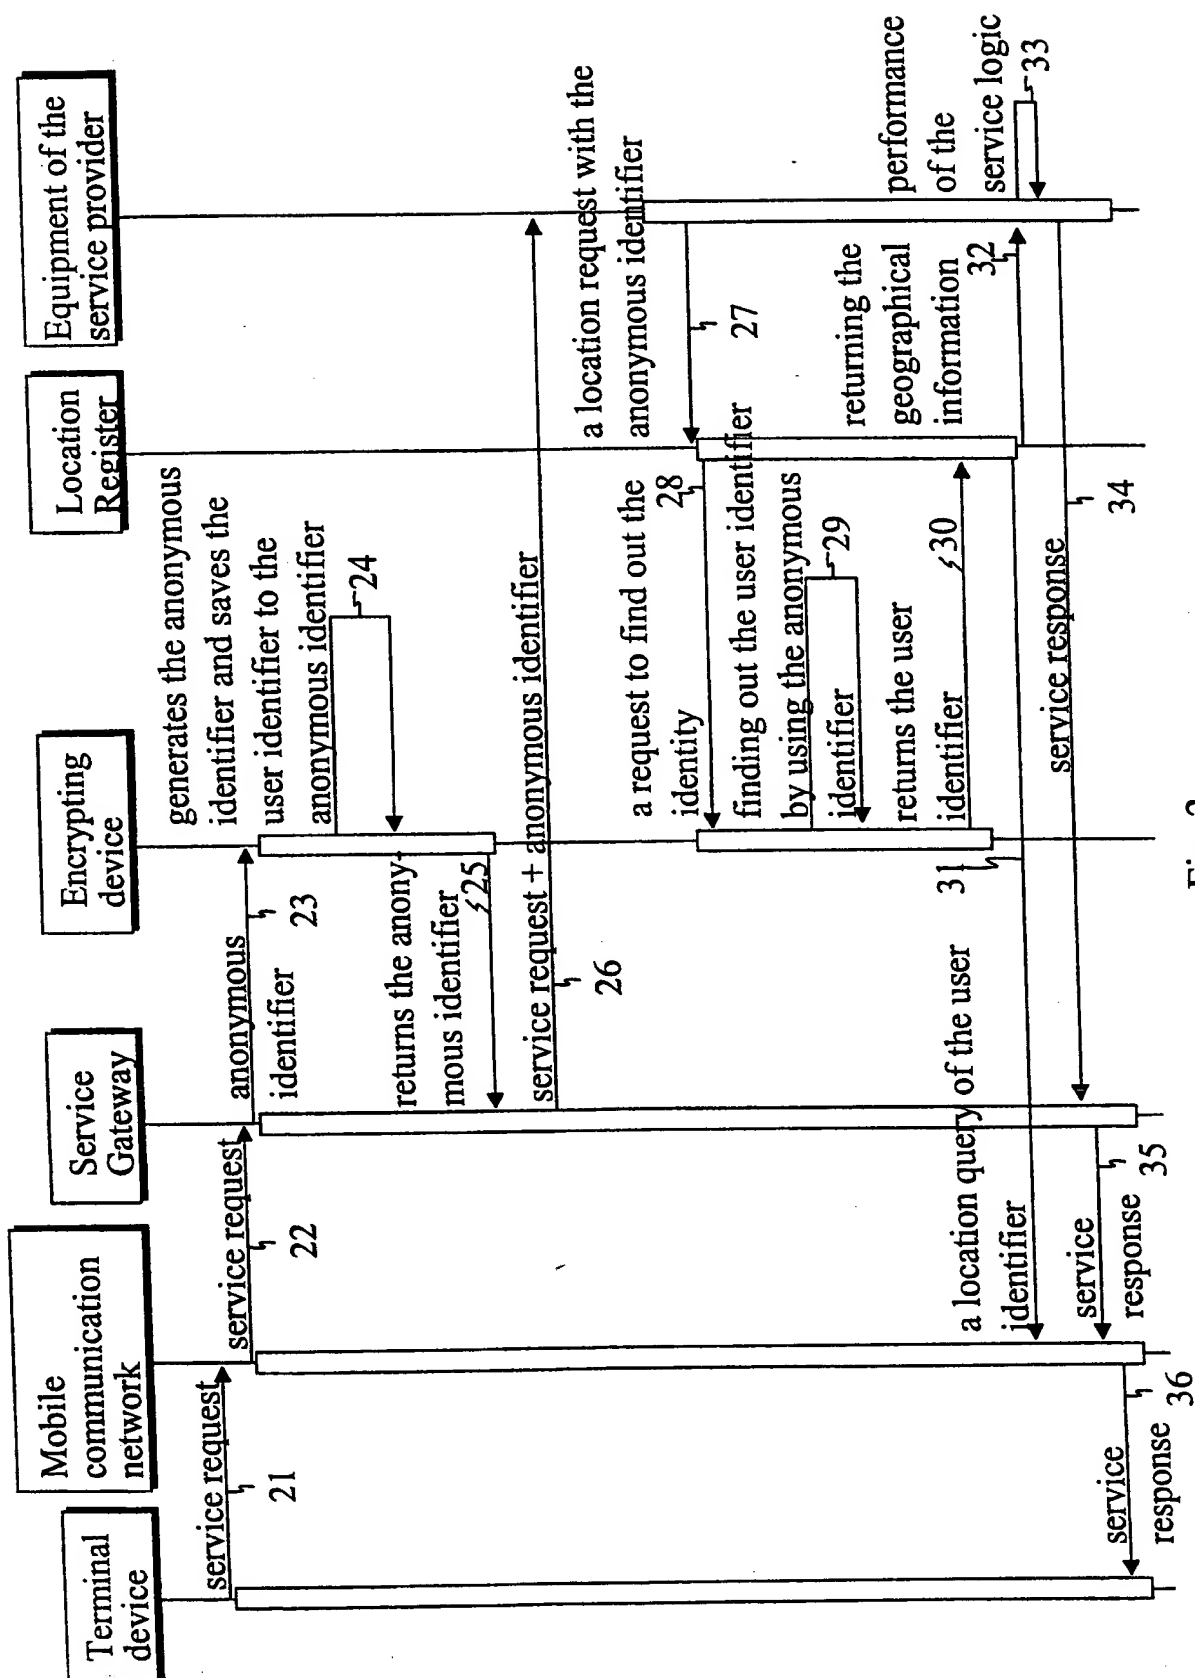 Terminal
device
Mobile
communication
network
Service
Gateway
Encrypting
device
Location
Register
Equipment of the
service provider
service request
21
service request
22
anonymous
identifier
23
generates the anonymous
identifier and saves the
user identifier to the
anonymous identifier
24
returns the anony-
mous identifier
25
service request + anonymous identifier
26
a location request with the
anonymous identifier
27
a request to find out the
identity
28
finding out the user identifier
by using the anonymous
identifier
29
returns the user
identifier
30
a location query of the user
identifier
31
returning the
geographical
information
32
performance
of the
service logic
33
service response
34
service
response
35
service
response
36